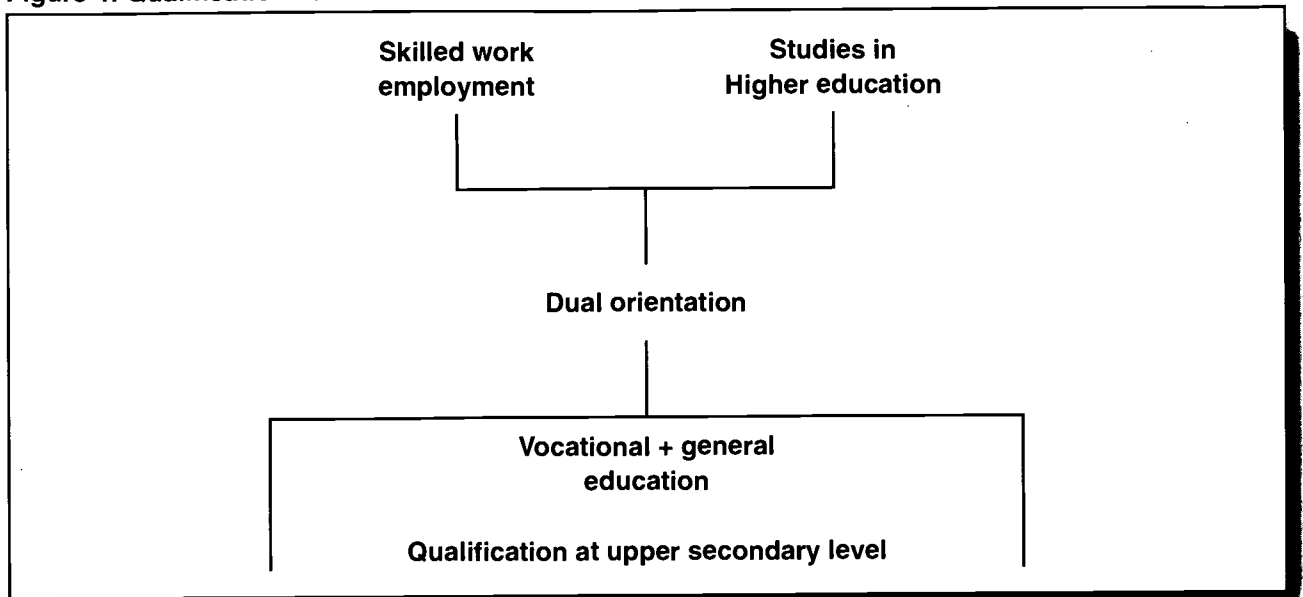 Skilled work
employment
Studies in
Higher education
Dual orientation
Vocational + general
education
Qualification at upper secondary level